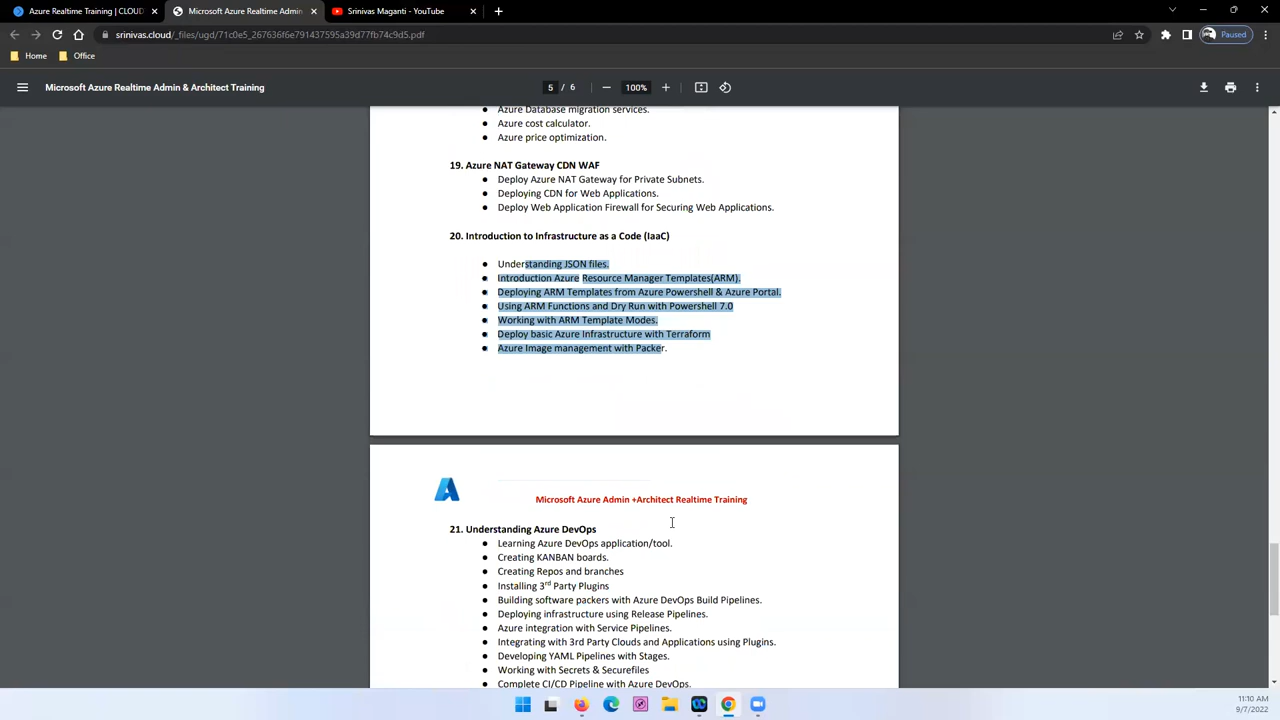 Azure Realtime Training | CLOUD
Microsoft Azure Realtime Admin
Srinivas Maganti - YouTube
srinivas.cloud/_files/ugd/71c0e5_267636f6e791437595a39d77fb74c9d5.pdf
Paused
Home
Office
Microsoft Azure Realtime Admin & Architect Training
5 / 6
100%
● Azure Database migration services.
● Azure cost calculator.
● Azure price optimization.
19. Azure NAT Gateway CDN WAF
● Deploy Azure NAT Gateway for Private Subnets.
● Deploying CDN for Web Applications.
● Deploy Web Application Firewall for Securing Web Applications.
20. Introduction to Infrastructure as a Code (IaaC)
● Understanding JSON files.
● Introduction Azure Resource Manager Templates(ARM).
● Deploying ARM Templates from Azure Powershell & Azure Portal.
● Using ARM Functions and Dry Run with Powershell 7.0
● Working with ARM Template Modes.
● Deploy basic Azure Infrastructure with Terraform
● Azure Image management with Packer.
Microsoft Azure Admin +Architect Realtime Training
21. Understanding Azure DevOps
● Learning Azure DevOps application/tool.
● Creating KANBAN boards.
● Creating Repos and branches
● Installing 3rd Party Plugins
● Building software packers with Azure DevOps Build Pipelines.
● Deploying infrastructure using Release Pipelines.
● Azure integration with Service Pipelines.
● Integrating with 3rd Party Clouds and Applications using Plugins.
● Developing YAML Pipelines with Stages.
● Working with Secrets & Securefiles
● Complete CI/CD Pipeline with Azure DevOps.
11:10 AM
9/7/2022